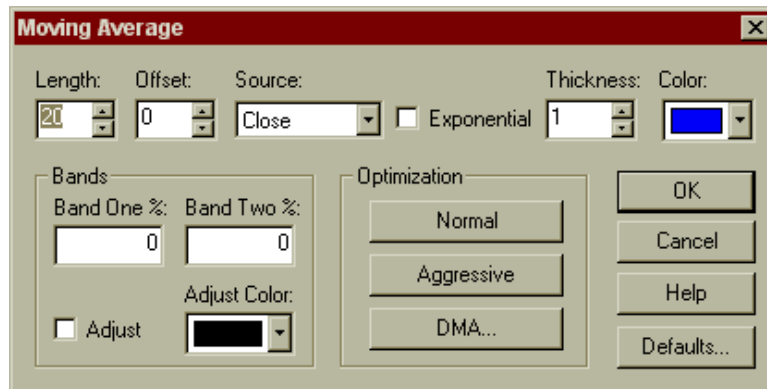 Moving Average
Length: Offset: Source: Thickness: Color:
20 0 Close Exponential 1
Bands
Band One %: Band Two %:
0 0
Adjust Color:
Adjust
Optimization
Normal
Aggressive
DMA...
OK
Cancel
Help
Defaults...